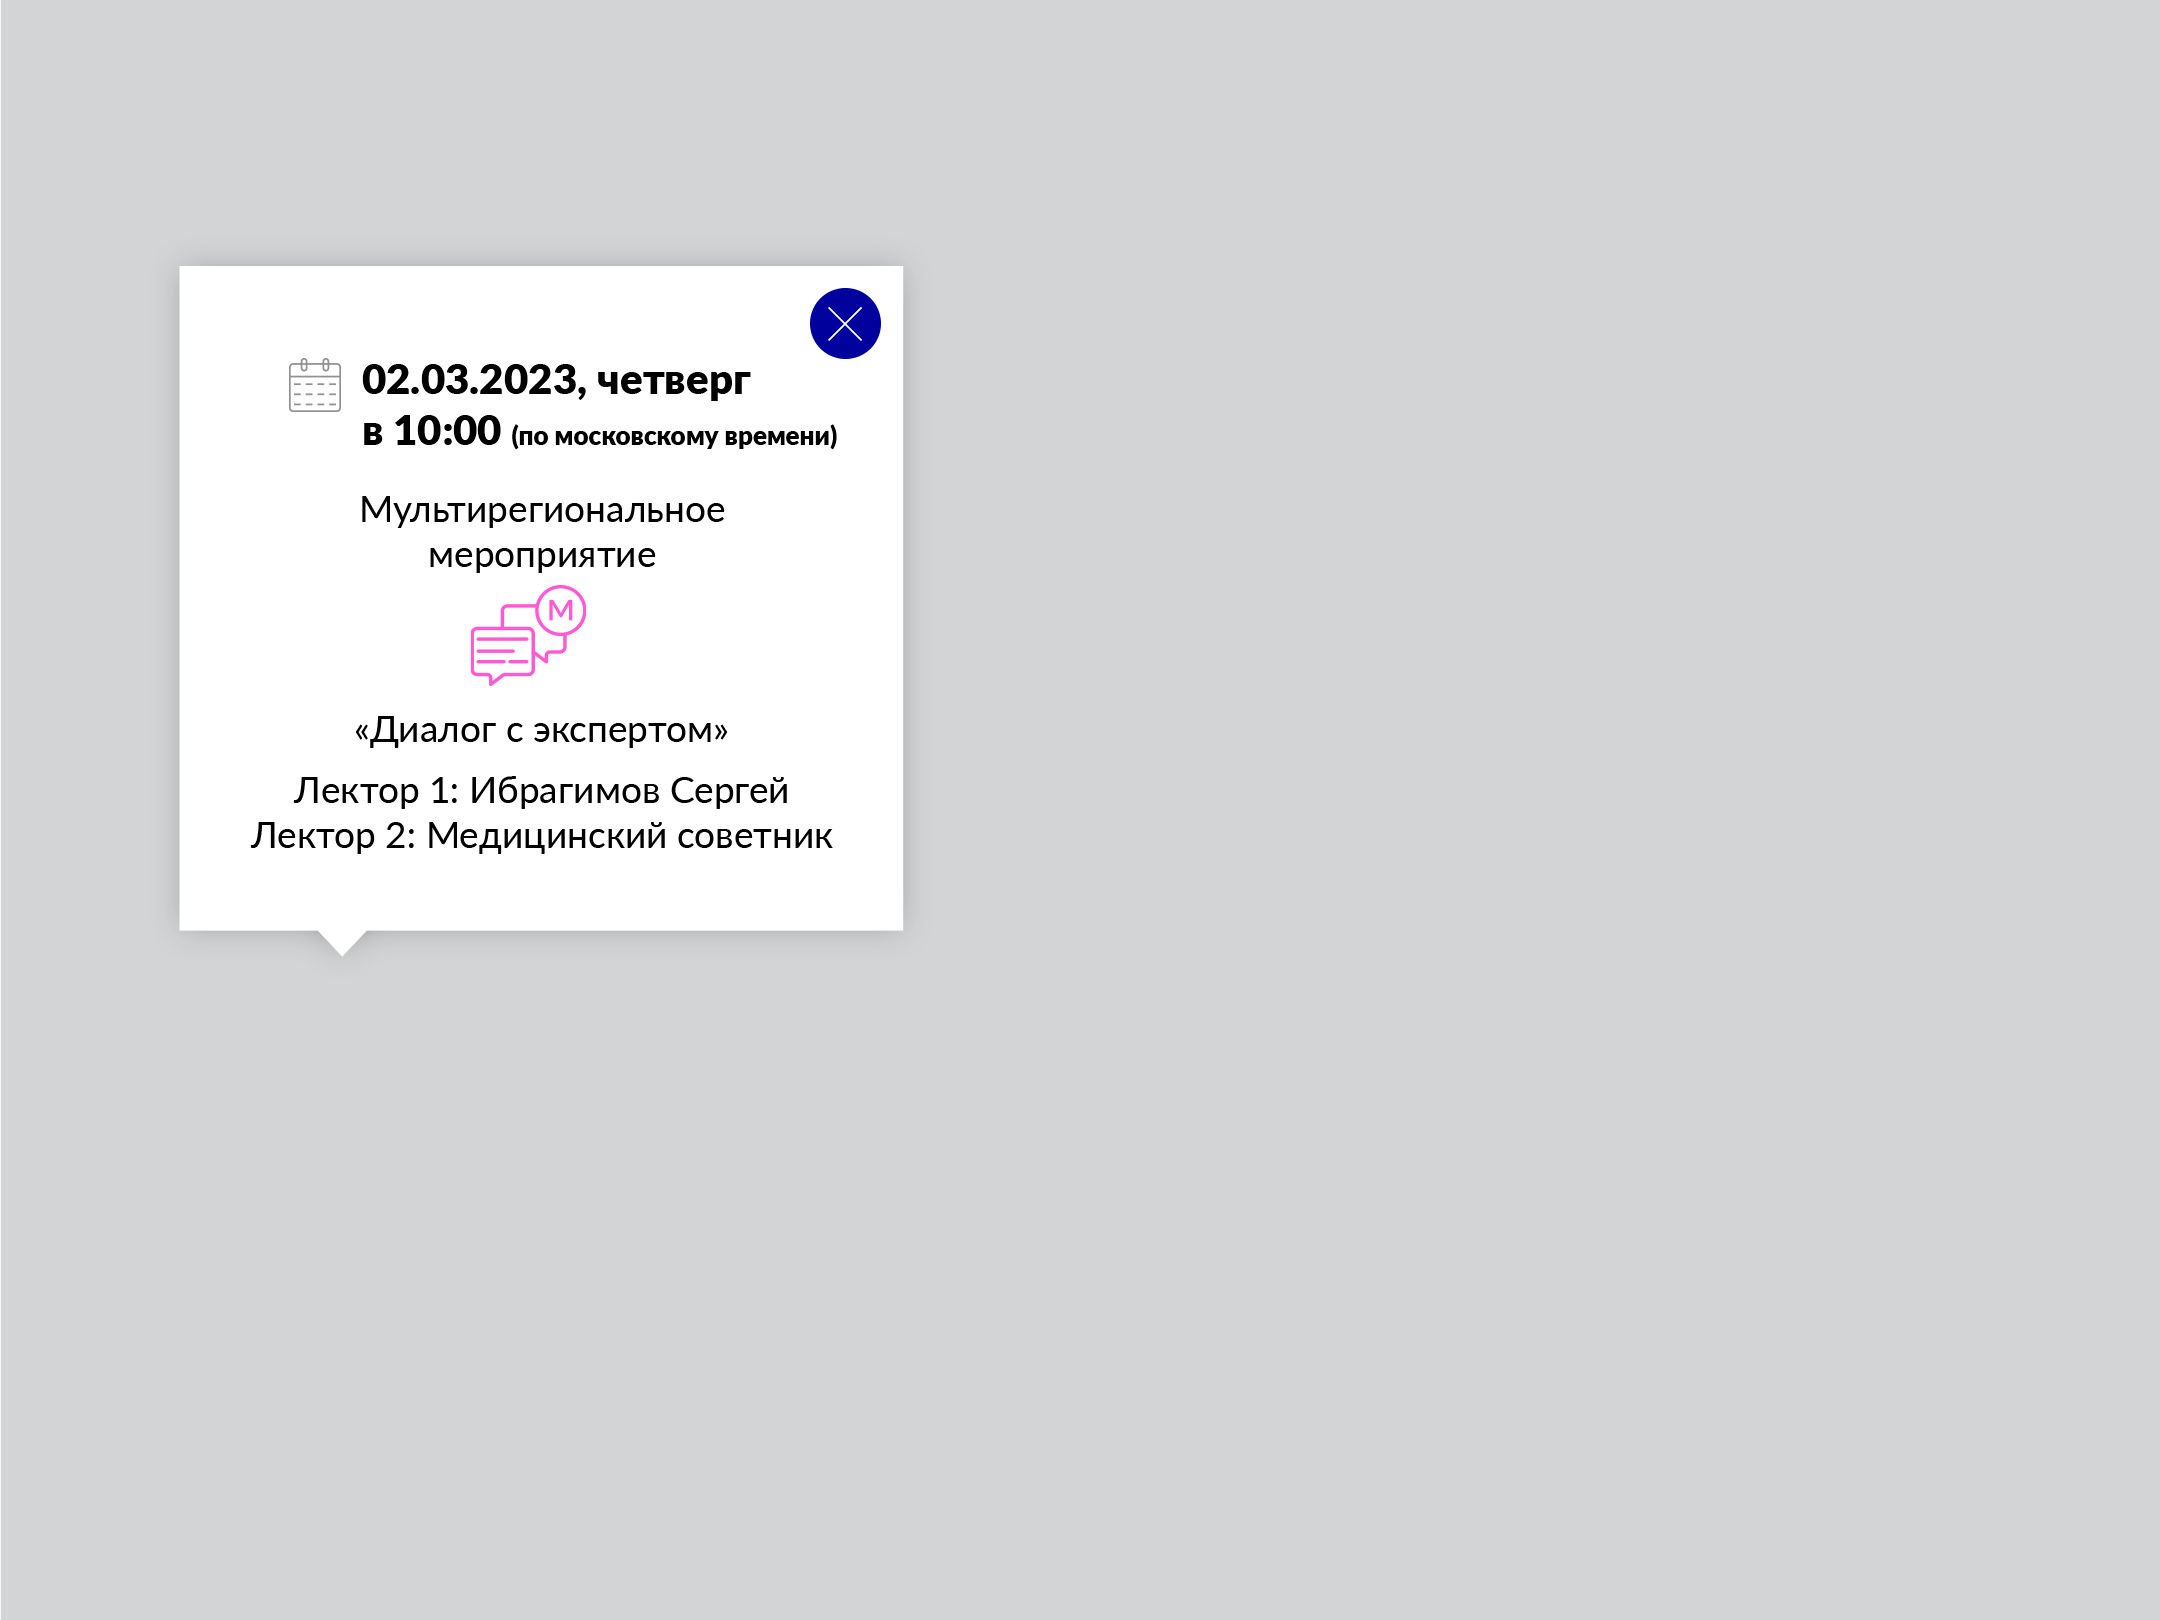 02.03.2023, четверг
в 10:00 (по московскому времени)
Мультирегиональное
мероприятие
М
«Диалог с экспертом»
Лектор 1: Ибрагимов Сергей
Лектор 2: Медицинский советник